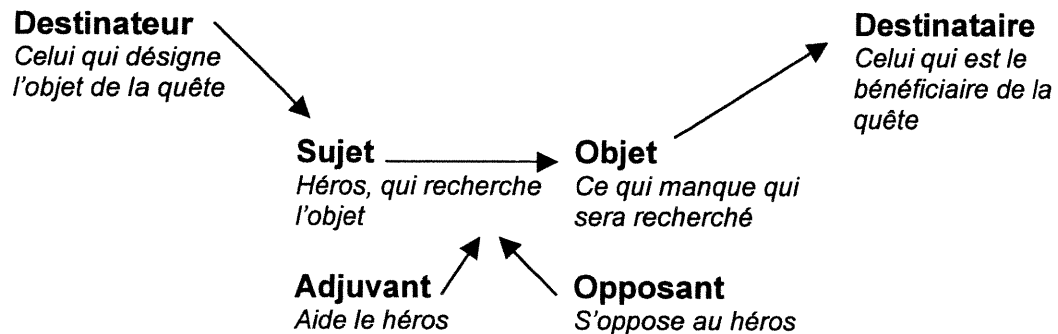 Destinateur
Celui qui désigne
l'objet de la quête
Destinataire
Celui qui est le
bénéficiaire de la
quête
Sujet
Héros, qui recherche
l'objet
Objet
Ce qui manque qui
sera recherché
Adjuvant
Aide le héros
Opposant
S'oppose au héros